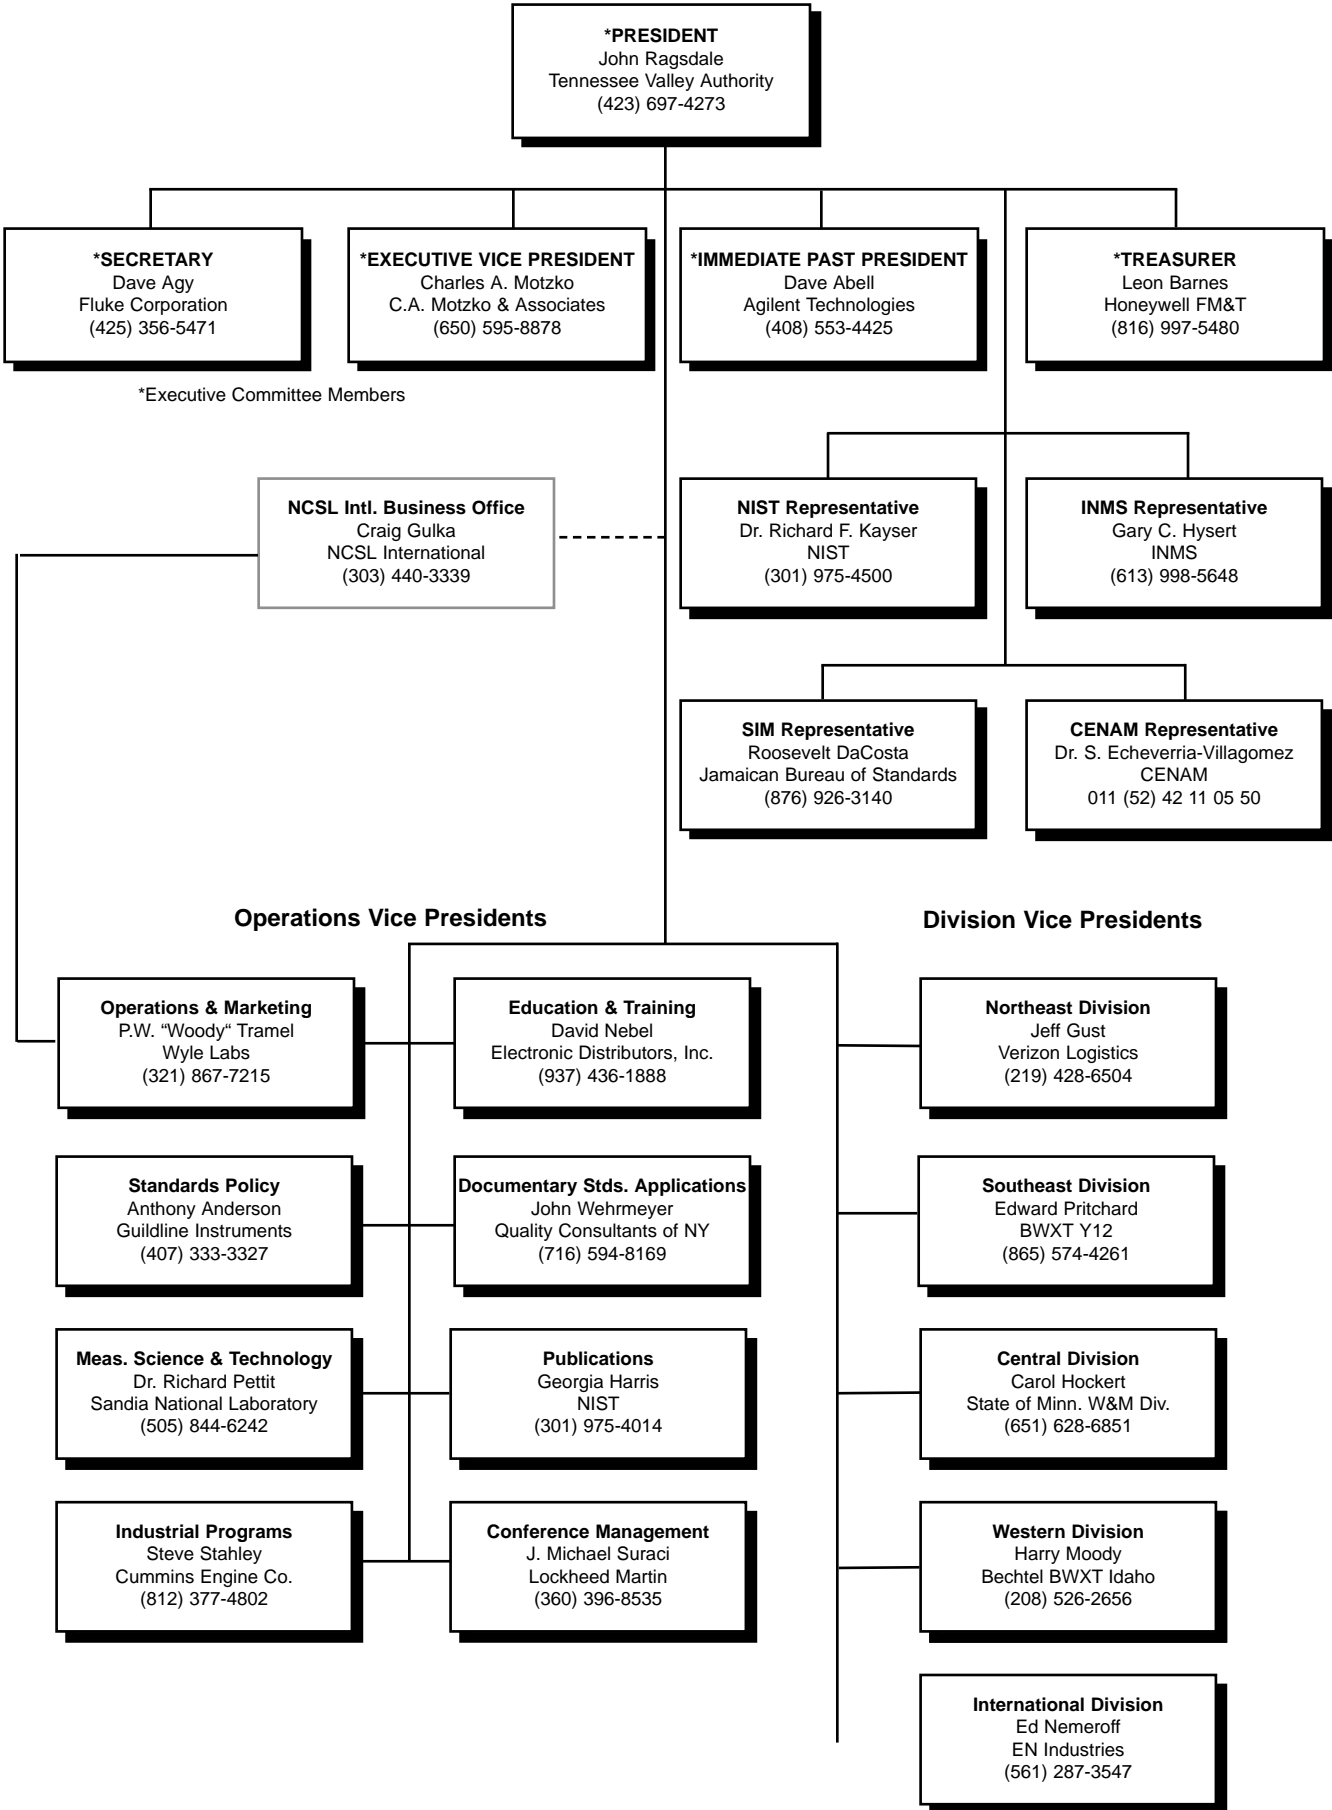 *PRESIDENT
John Ragsdale
Tennessee Valley Authority
(423) 697-4273
*SECRETARY
Dave Agy
Fluke Corporation
(425) 356-5471
*EXECUTIVE VICE PRESIDENT
Charles A. Motzko
C.A. Motzko & Associates
(650) 595-8878
*IMMEDIATE PAST PRESIDENT
Dave Abell
Agilent Technologies
(408) 553-4425
*TREASURER
Leon Barnes
Honeywell FM&T
(816) 997-5480
*Executive Committee Members
NCSL Intl. Business Office
Craig Gulka
NCSL International
(303) 440-3339
NIST Representative
Dr. Richard F. Kayser
NIST
(301) 975-4500
INMS Representative
Gary C. Hysert
INMS
(613) 998-5648
SIM Representative
Roosevelt DaCosta
Jamaican Bureau of Standards
(876) 926-3140
CENAM Representative
Dr. S. Echeverria-Villagomez
CENAM
011 (52) 42 11 05 50
Operations Vice Presidents
Operations & Marketing
P.W. “Woody“ Tramel
Wyle Labs
(321) 867-7215
Education & Training
David Nebel
Electronic Distributors, Inc.
(937) 436-1888
Standards Policy
Anthony Anderson
Guildline Instruments
(407) 333-3327
Documentary Stds. Applications
John Wehrmeyer
Quality Consultants of NY
(716) 594-8169
Meas. Science & Technology
Dr. Richard Pettit
Sandia National Laboratory
(505) 844-6242
Publications
Georgia Harris
NIST
(301) 975-4014
Industrial Programs
Steve Stahley
Cummins Engine Co.
(812) 377-4802
Conference Management
J. Michael Suraci
Lockheed Martin
(360) 396-8535
Division Vice Presidents
Northeast Division
Jeff Gust
Verizon Logistics
(219) 428-6504
Southeast Division
Edward Pritchard
BWXT Y12
(865) 574-4261
Central Division
Carol Hockert
State of Minn. W&M Div.
(651) 628-6851
Western Division
Harry Moody
Bechtel BWXT Idaho
(208) 526-2656
International Division
Ed Nemeroff
EN Industries
(561) 287-3547